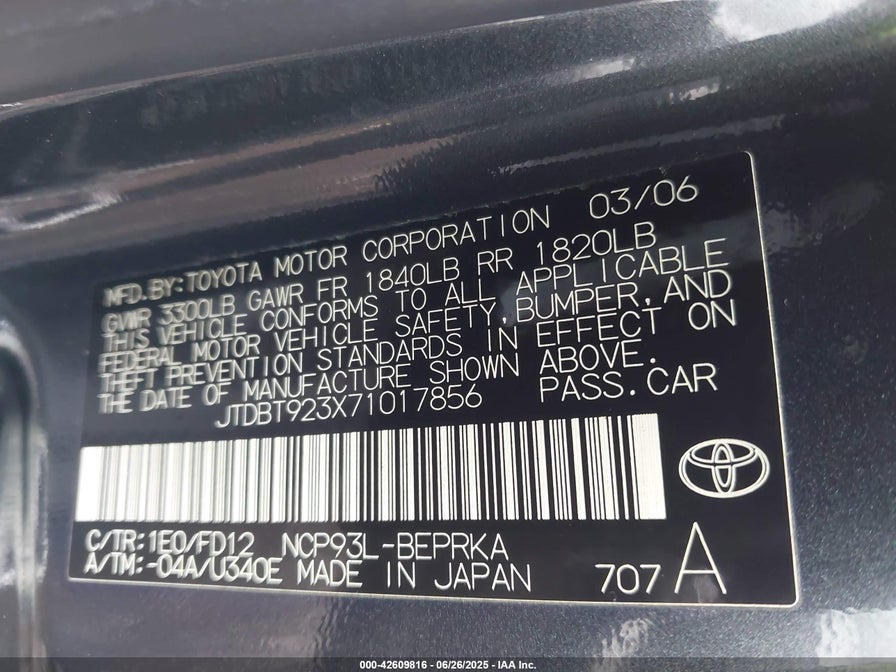 MFD.BY:TOYOTA MOTOR CORPORATION 03/06
GVWR 3300LB GAWR FR 1840LB RR 1820LB
THIS VEHICLE CONFORMS TO ALL APPLICABLE
FEDERAL MOTOR VEHICLE SAFETY,BUMPER,AND
THEFT PREVENTION STANDARDS IN EFFECT ON
THE DATE OF MANUFACTURE SHOWN ABOVE.
JTDBT923X71017856 PASS.CAR
C/TR:1E0/FD12 NCP93L-BEPRKA
A/TM:-04A/U340E MADE IN JAPAN 707 A
000-42609816 - 06/26/2025 - IAA Inc.